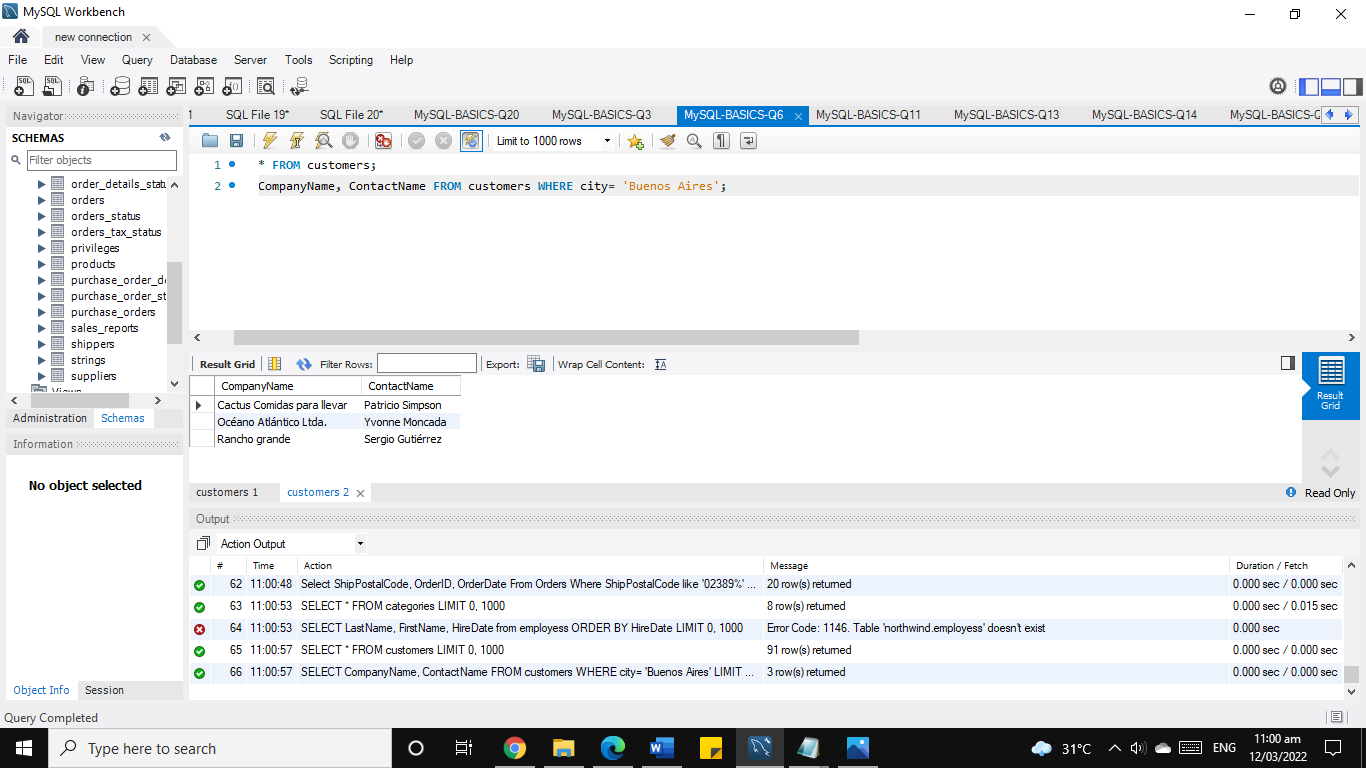 MySQL Workbench
new connection
File Edit View Query Database Server Tools Scripting Help
Navigator
1 SQL File 19* SQL File 20* MySQL-BASICS-Q20 MySQL-BASICS-Q3 MySQL-BASICS-Q6 MySQL-BASICS-Q11 MySQL-BASICS-Q13 MySQL-BASICS-Q14 MySQL-BASICS-Q
SCHEMAS
Limit to 1000 rows
Filter objects
1 * FROM customers;
2 CompanyName, ContactName FROM customers WHERE city= 'Buenos Aires';
order_details_statu
orders
orders_status
orders_tax_status
privileges
products
purchase_order_de
purchase_order_st
purchase_orders
sales_reports
shippers
strings
suppliers
Views
Administration Schemas
Information
No object selected
Result Grid Filter Rows: Export: Wrap Cell Content:
CompanyName ContactName
Cactus Comidas para llevar Patricio Simpson
Océano Atlántico Ltda. Yvonne Moncada
Rancho grande Sergio Gutiérrez
Result
Grid
customers 1 customers 2 Read Only
Output
Action Output
# Time Action Message Duration / Fetch
62 11:00:48 Select ShipPostalCode, OrderID, OrderDate From Orders Where ShipPostalCode like '02389%' ... 20 row(s) returned 0.000 sec / 0.000 sec
63 11:00:53 SELECT * FROM categories LIMIT 0, 1000 8 row(s) returned 0.000 sec / 0.015 sec
64 11:00:53 SELECT LastName, FirstName, HireDate from employess ORDER BY HireDate LIMIT 0, 1000 Error Code: 1146. Table 'northwind.employess' doesn't exist 0.000 sec
65 11:00:57 SELECT * FROM customers LIMIT 0, 1000 91 row(s) returned 0.000 sec / 0.000 sec
66 11:00:57 SELECT CompanyName, ContactName FROM customers WHERE city= 'Buenos Aires' LIMIT ... 3 row(s) returned 0.000 sec / 0.000 sec
Object Info Session
Query Completed
Type here to search
31°C ENG 11:00 am
12/03/2022